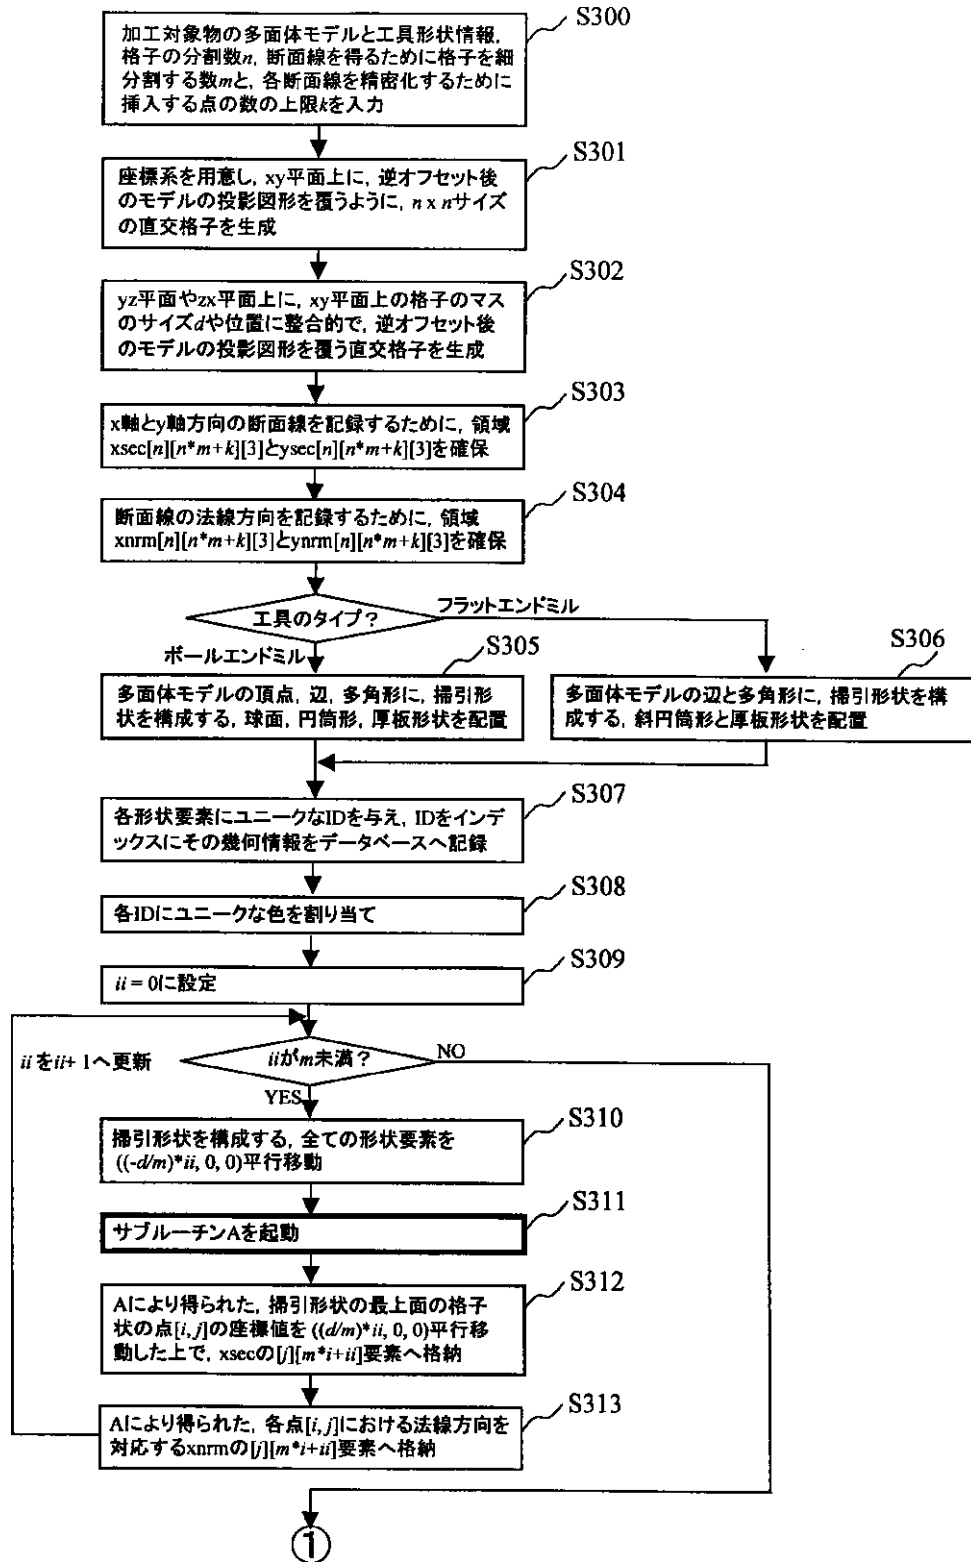 S300
加工対象物の多面体モデルと工具形状情報,
格子の分割数n, 断面線を得るために格子を細
分割する数mと, 各断面線を精密化するために
挿入する点の数の上限kを入力
S301
座標系を用意し, xy平面上に, 逆オフセット後
のモデルの投影図形を覆うように, n x nサイズ
の直交格子を生成
S302
yz平面やzx平面上に, xy平面上の格子のマス
のサイズdや位置に整合的で, 逆オフセット後
のモデルの投影図形を覆う直交格子を生成
S303
x軸とy軸方向の断面線を記録するために, 領域
xsec[n][n*m+k][3]とysec[n][n*m+k][3]を確保
S304
断面線の法線方向を記録するために, 領域
xnrm[n][n*m+k][3]とynrm[n][n*m+k][3]を確保
工具のタイプ?
フラットエンドミル
ボールエンドミル
S305
多面体モデルの頂点, 辺, 多角形に, 掃引形
状を構成する, 球面, 円筒形, 厚板形状を配置
S306
多面体モデルの辺と多角形に, 掃引形状を構
成する, 斜円筒形と厚板形状を配置
S307
各形状要素にユニークなIDを与え, IDをインデ
ックスにその幾何情報をデータベースへ記録
S308
各IDにユニークな色を割り当て
S309
ii = 0に設定
iiがm未満?
NO
YES
ii をii+ 1へ更新
S310
掃引形状を構成する, 全ての形状要素を
((-d/m)*ii, 0, 0)平行移動
S311
サブルーチンAを起動
S312
Aにより得られた, 掃引形状の最上面の格子
状の点[i, j]の座標値を ((d/m)*ii, 0, 0)平行移
動した上で, xsecの[j][m*i+ii]要素へ格納
S313
Aにより得られた, 各点[i, j]における法線方向を
対応するxnrmの[j][m*i+ii]要素へ格納
①